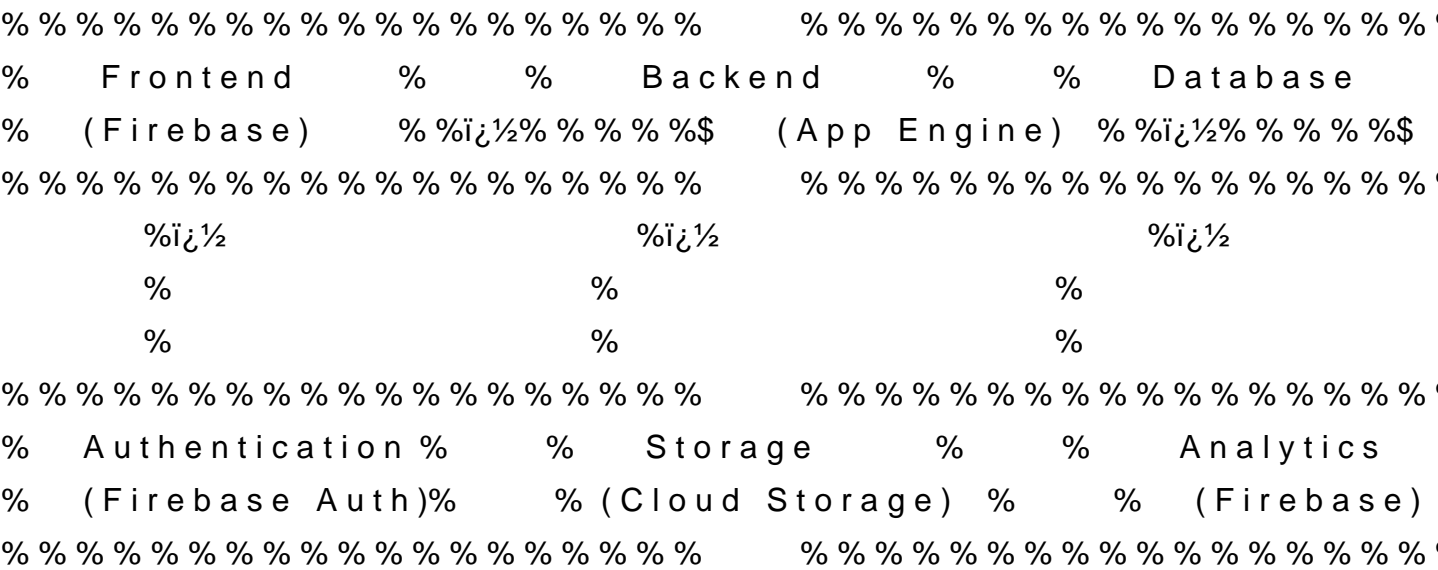 % % % % % % % % % % % % % % % % % % % % % % % % % % % % % % % % % % % %
% Frontend % % Backend % % Database
% (Firebase) % %ï¿½% % % % %$ (App Engine) % %ï¿½% % % % %$
% % % % % % % % % % % % % % % % % % % % % % % % % % % % % % % % % % % %
%ï¿½ %ï¿½ %ï¿½
% % %
% % %
% % % % % % % % % % % % % % % % % % % % % % % % % % % % % % % % % % % %
% Authentication % % Storage % % Analytics
% (Firebase Auth)% % (Cloud Storage) % % (Firebase)
% % % % % % % % % % % % % % % % % % % % % % % % % % % % % % % % % % % %